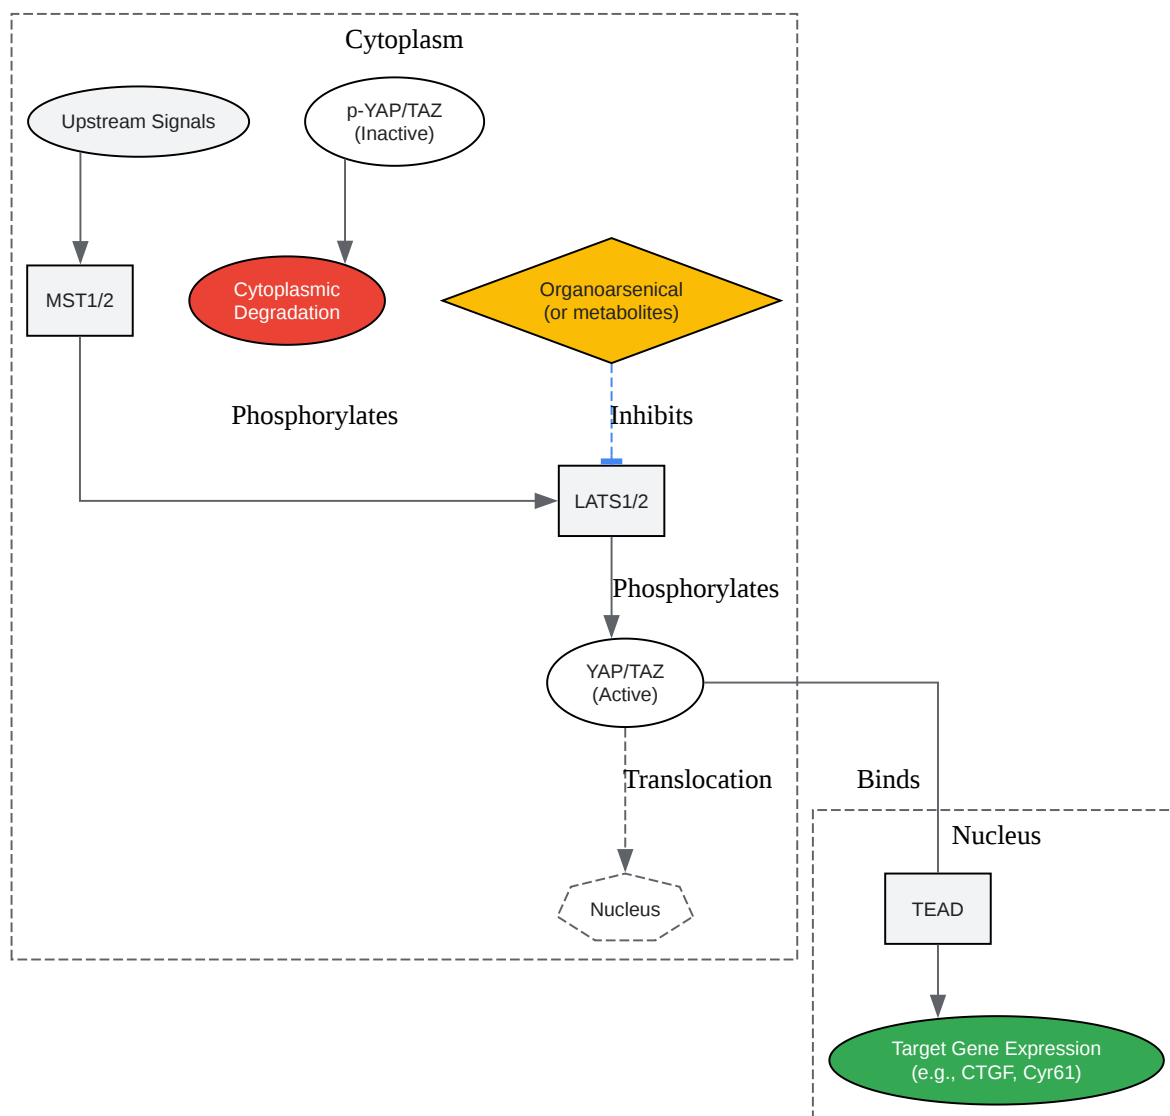 Cytoplasm
Upstream Signals
p-YAP/TAZ
(Inactive)
MST1/2
Cytoplasmic
Degradation
Organoarsenical
(or metabolites)
Phosphorylates
Inhibits
LATS1/2
Phosphorylates
YAP/TAZ
(Active)
Translocation
Binds
Nucleus
Nucleus
TEAD
Target Gene Expression
(e.g., CTGF, Cyr61)